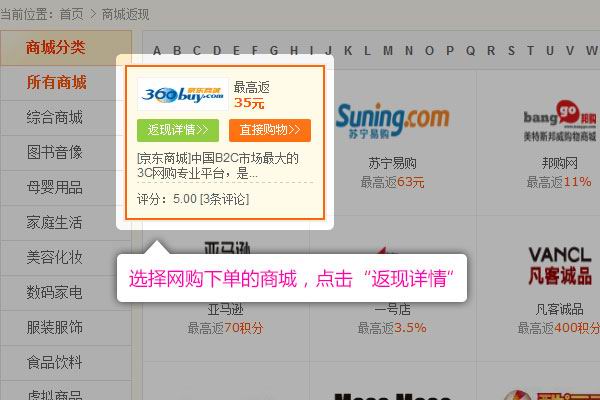 当前位置：首页 > 商城返现
商城分类
所有商城
综合商城
图书音像
母婴用品
家庭生活
美容化妆
数码家电
服装服饰
食品饮料
虚拟商品
A B C D E F G H I J K L M N O P Q R S T U V W
360buy.com 京东商城
最高返
35元
返现详情>>
直接购物>>
[京东商城]中国B2C市场最大的
3C网购专业平台，是...
评分：5.00 [3条评论]
Suning.com
苏宁易购
苏宁易购
最高返63元
banggo 邦购
美特斯邦威购物商城
邦购网
最高返11%
选择网购下单的商城，点击“返现详情”
亚马逊
亚马逊
最高返70积分
一号店
最高返3.5%
VANCL
凡客诚品
凡客诚品
最高返400积分